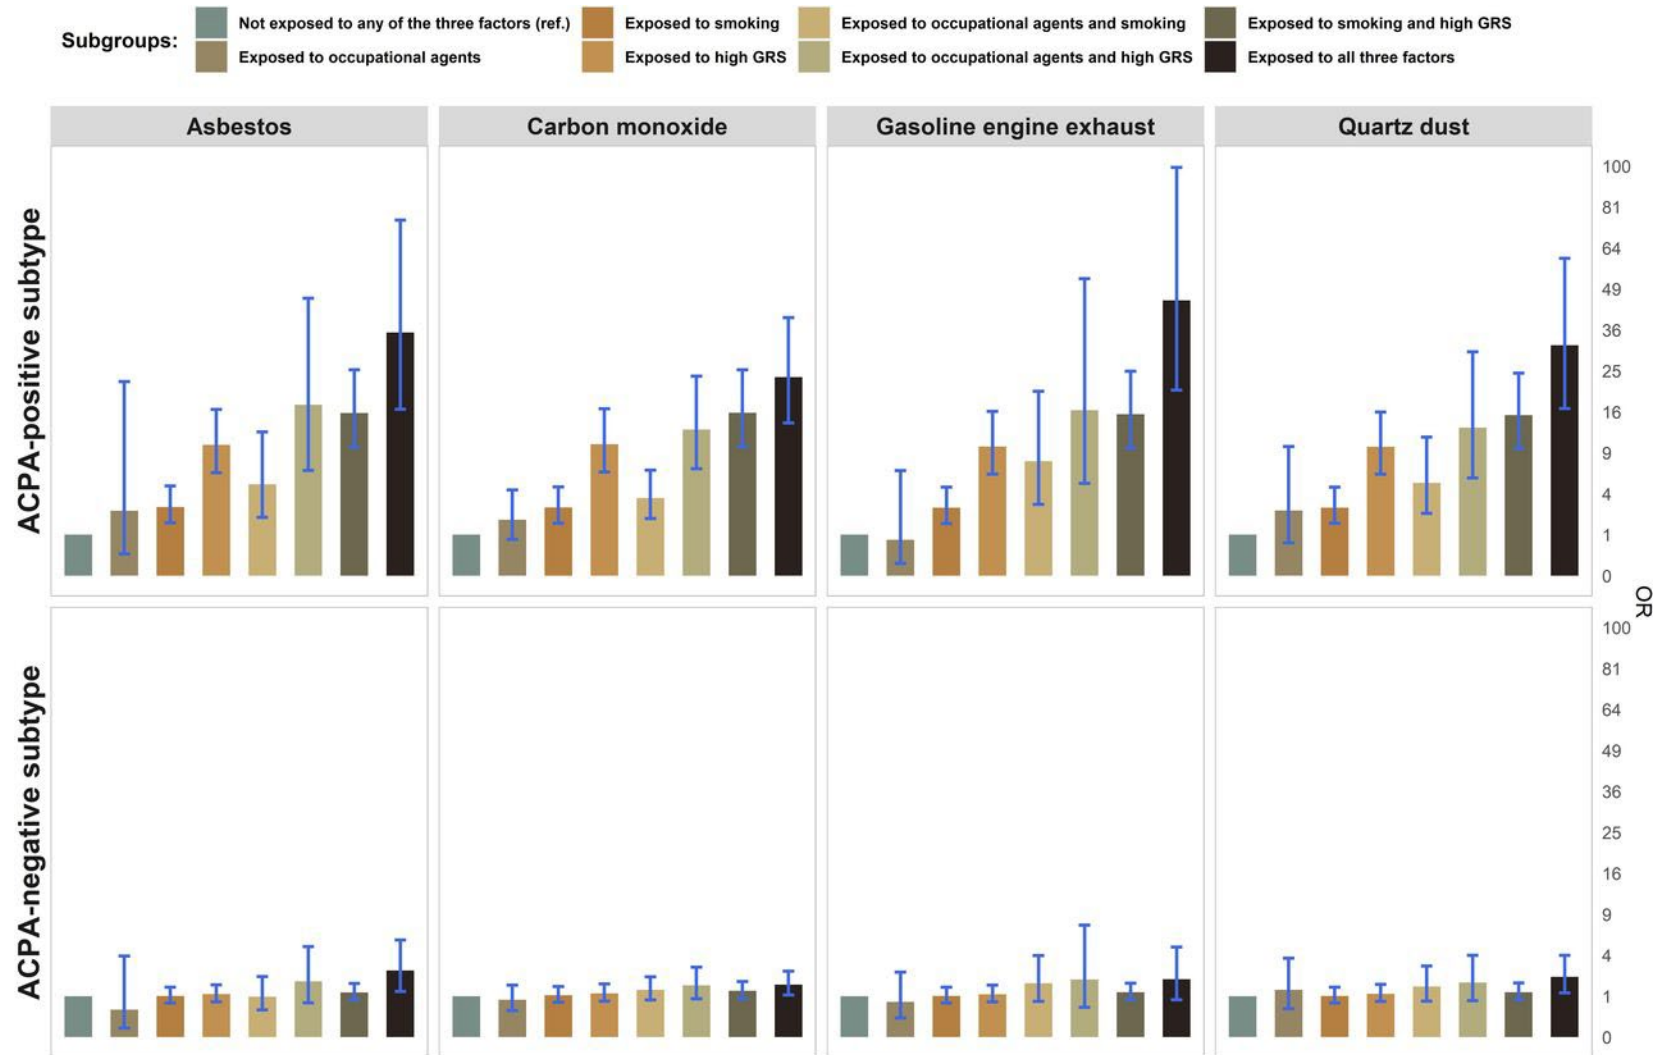 Subgroups:
Not exposed to any of the three factors (ref.)
Exposed to smoking
Exposed to occupational agents and smoking
Exposed to smoking and high GRS
Exposed to occupational agents
Exposed to high GRS
Exposed to occupational agents and high GRS
Exposed to all three factors
Asbestos
Carbon monoxide
Gasoline engine exhaust
Quartz dust
ACPA-positive subtype
100
81
64
49
36
25
16
9
4
1
0
OR
ACPA-negative subtype
100
81
64
49
36
25
16
9
4
1
0